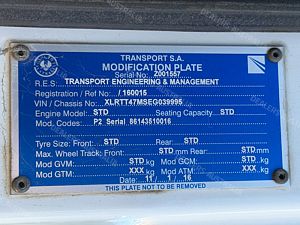 TRANSPORT S.A.
MODIFICATION PLATE
Serial No: Z001557
R.E.S. TRANSPORT ENGINEERING & MANAGEMENT
Registration / Ref No / 160015
VIN / Chassis No: XLRTT47MSEG039995
Engine Model: STD Seating Capacity: STD
Mod. Codes: P2 Serial 86143510016
Tyre Size: Front: STD Rear: STD
Max. Wheel Track: Front: STD mm Rear: STD mm
Mod GVM: STD kg Mod GCM: STD kg
Mod GTM: XXX kg Mod ATM: XXX kg
Date: 11 / 1 / 16
THIS PLATE NOT TO BE REMOVED